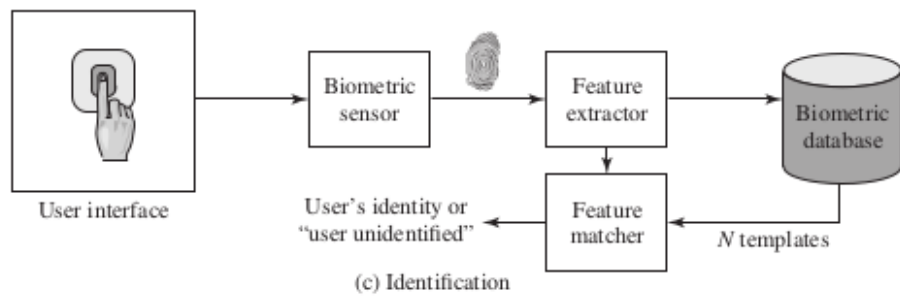 Biometric
sensor
Feature
extractor
Biometric
database
User interface
User's identity or
“user unidentified”
Feature
matcher
N templates
(c) Identification